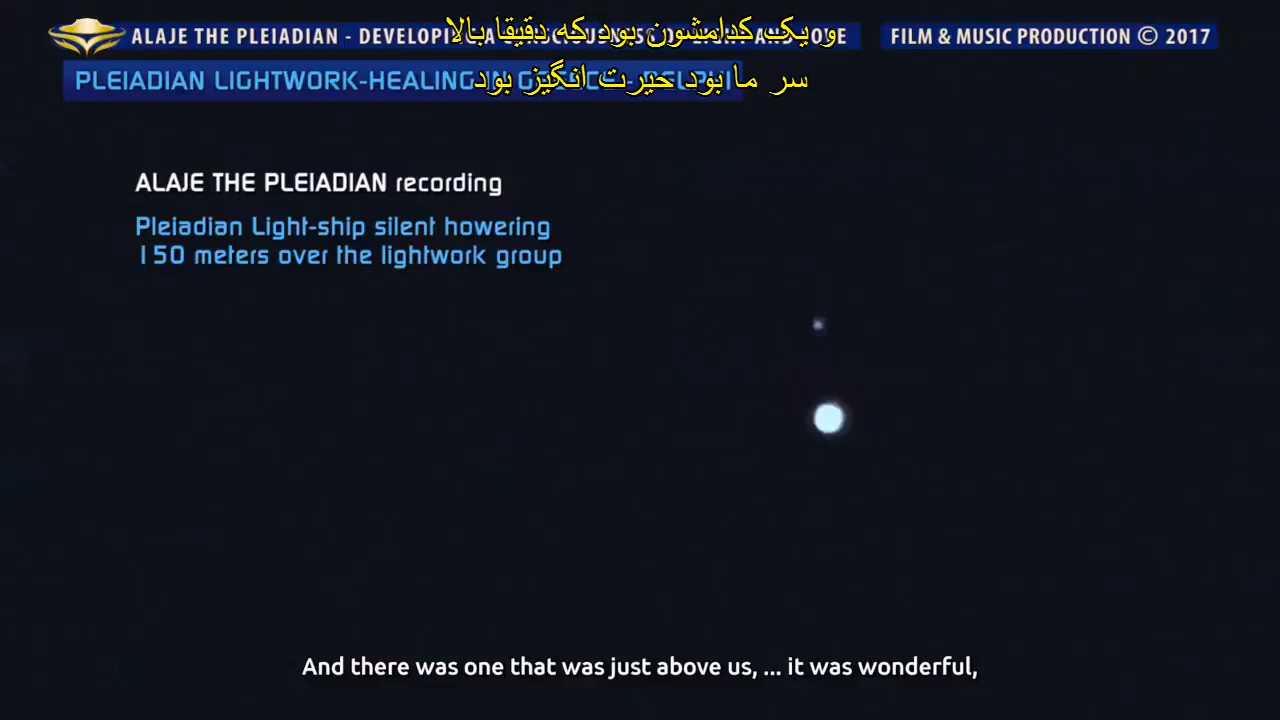 ALAJE THE PLEIADIAN - DEVELOPI
FILM & MUSIC PRODUCTION © 2017
و یک کدامشون بود که دقیقا بالا
سر ما بود حیرت انگیز بود
PLEIADIAN LIGHTWORK-HEALING
ALAJE THE PLEIADIAN recording
Pleiadian Light-ship silent howering
150 meters over the lightwork group
And there was one that was just above us, ... it was wonderful,